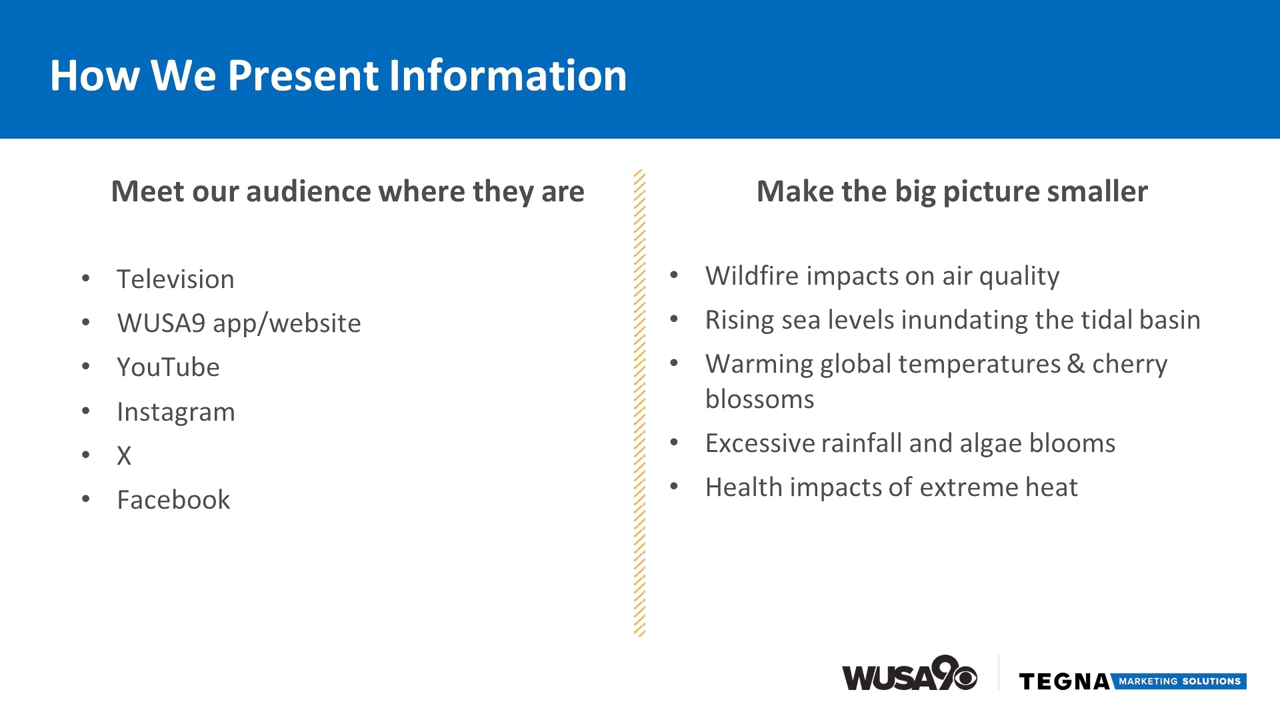 How We Present Information
Meet our audience where they are
• Television
• WUSA9 app/website
• YouTube
• Instagram
• X
• Facebook
Make the big picture smaller
• Wildfire impacts on air quality
• Rising sea levels inundating the tidal basin
• Warming global temperatures & cherry
blossoms
• Excessive rainfall and algae blooms
• Health impacts of extreme heat
WUSA9
TEGNA MARKETING SOLUTIONS